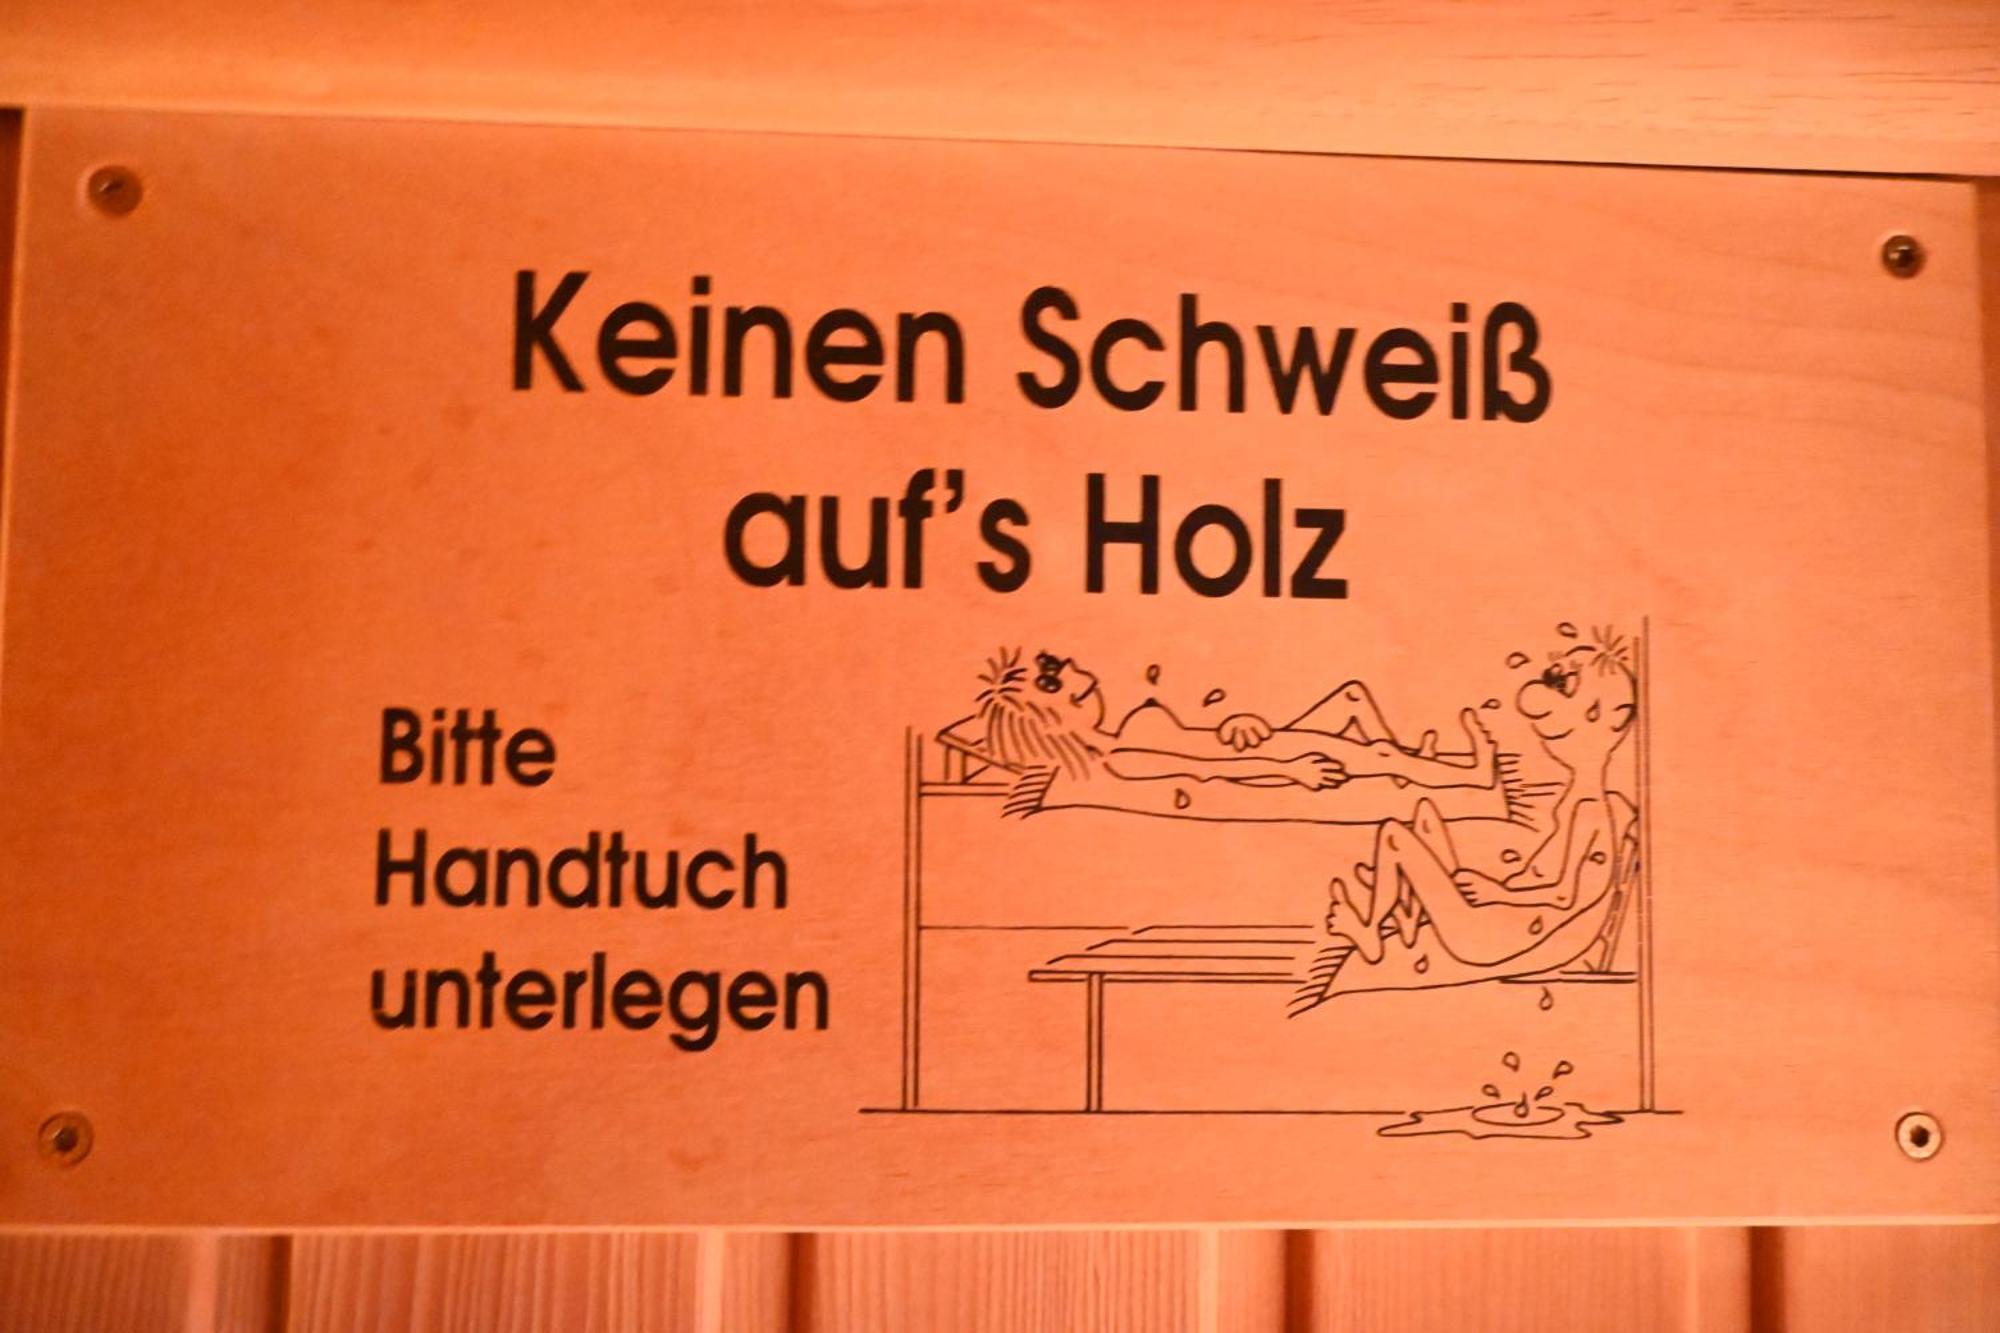 Keinen Schweiß
auf's Holz
Bitte
Handtuch
unterlegen